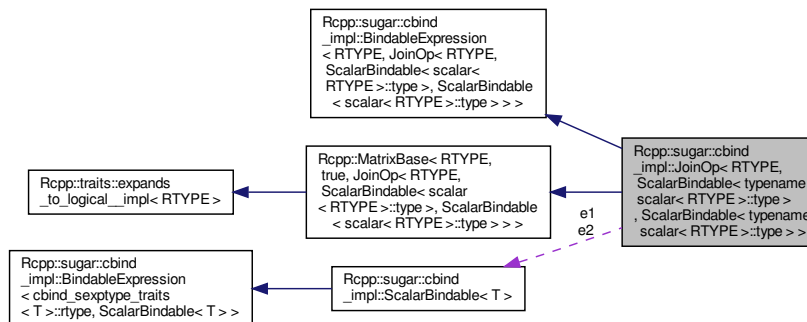 Rcpp::sugar::cbind
_impl::BindableExpression
< RTYPE, JoinOp< RTYPE,
ScalarBindable< scalar<
RTYPE >::type >, ScalarBindable
< scalar< RTYPE >::type > > >
Rcpp::traits::expands
_to_logical__impl< RTYPE >
Rcpp::MatrixBase< RTYPE,
true, JoinOp< RTYPE,
ScalarBindable< scalar
< RTYPE >::type >, ScalarBindable
< scalar< RTYPE >::type > > >
Rcpp::sugar::cbind
_impl::JoinOp< RTYPE,
ScalarBindable< typename
scalar< RTYPE >::type >
, ScalarBindable< typename
scalar< RTYPE >::type > >
e1
e2
Rcpp::sugar::cbind
_impl::BindableExpression
< cbind_sexptype_traits
< T >::rtype, ScalarBindable< T > >
Rcpp::sugar::cbind
_impl::ScalarBindable< T >